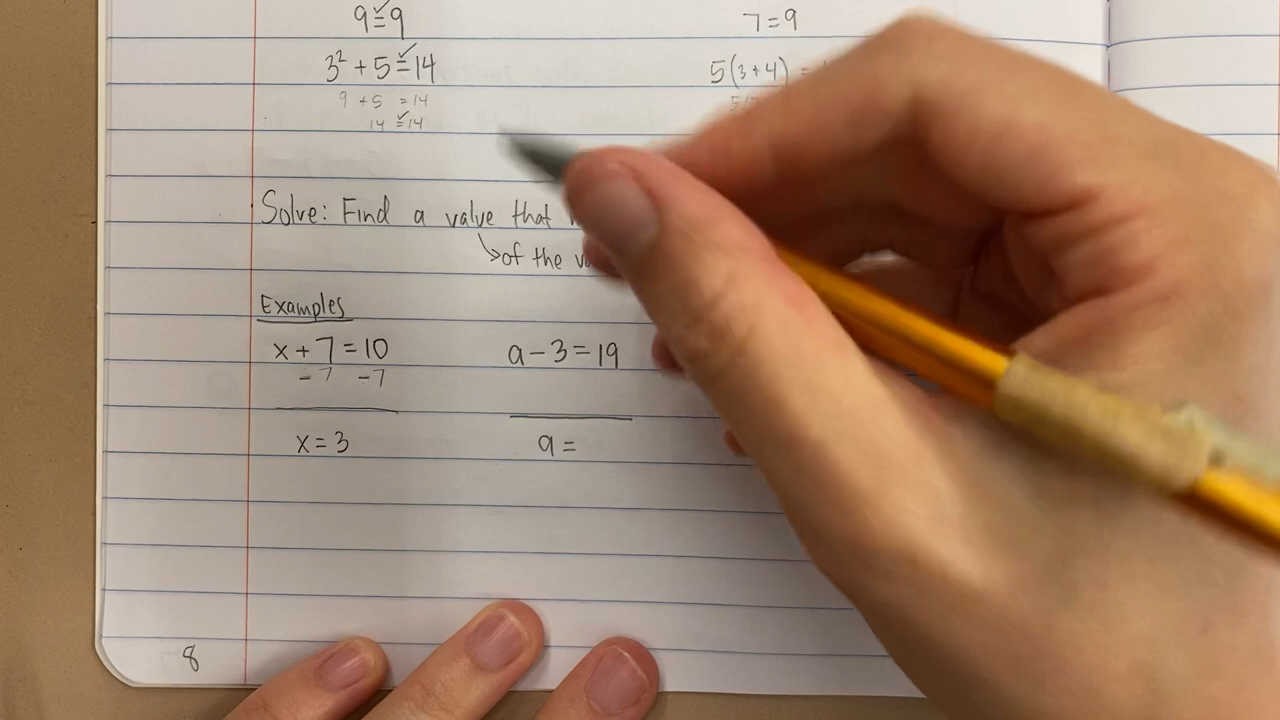 9=9 7=9
3² + 5 = 14 5(3+4) =
9 + 5 = 14
14 = 14
Solve: Find a value that
↳of the
Examples
x + 7 = 10 a - 3 = 19
- 7 - 7
x = 3 a =
8